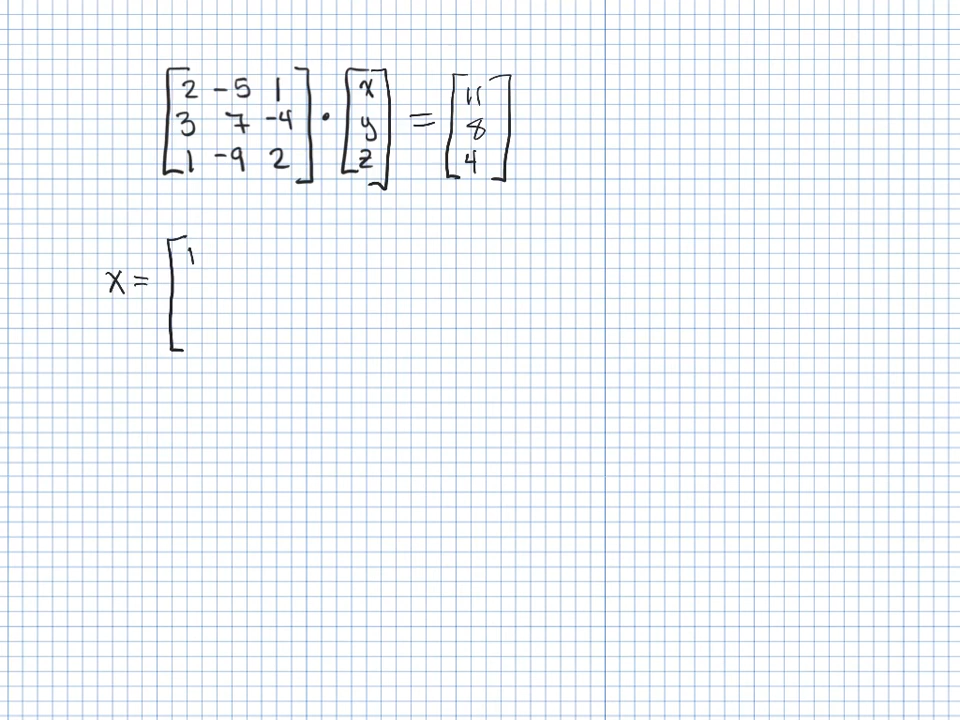 [2 -5 1] . [x] = [11]
[3 7 -4] [y] [8]
[1 -9 2] [z] [4]
x = [1